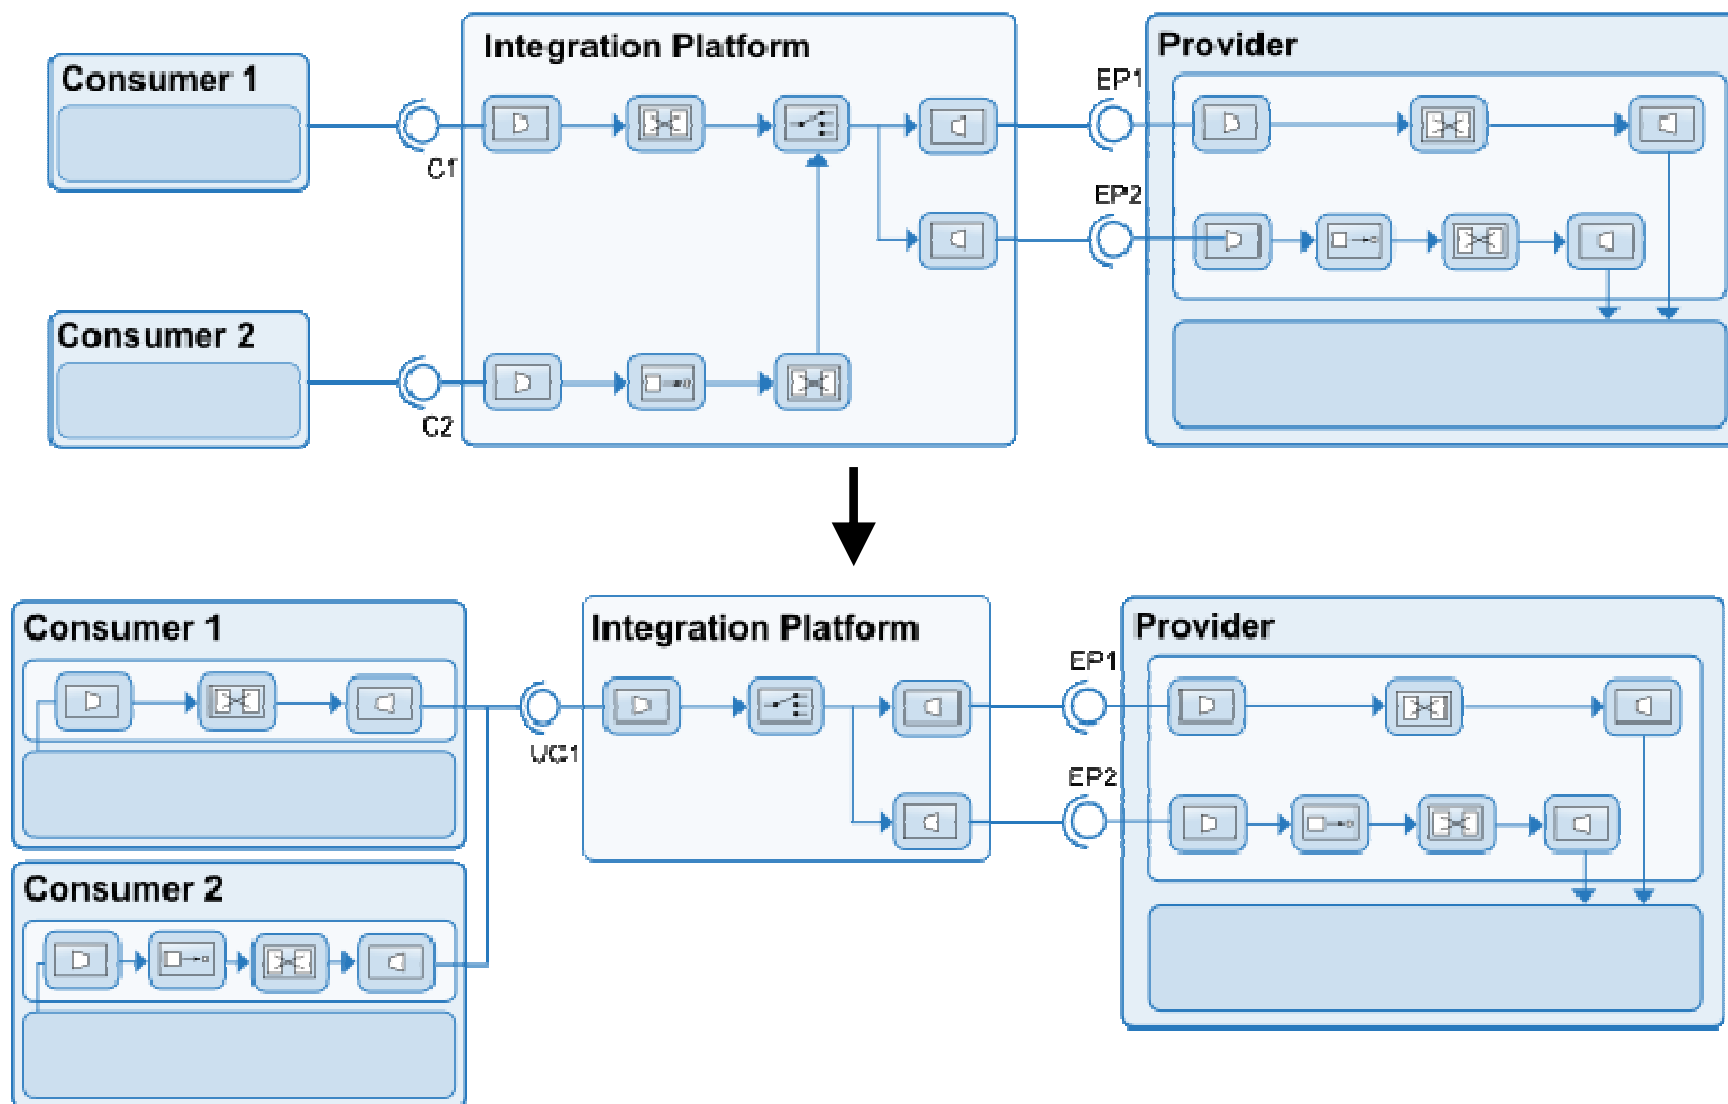 Integration Platform
Provider
Consumer 1
EP1
C1
EP2
Consumer 2
C2
Consumer 1
Integration Platform
Provider
EP1
UC1
EP2
Consumer 2